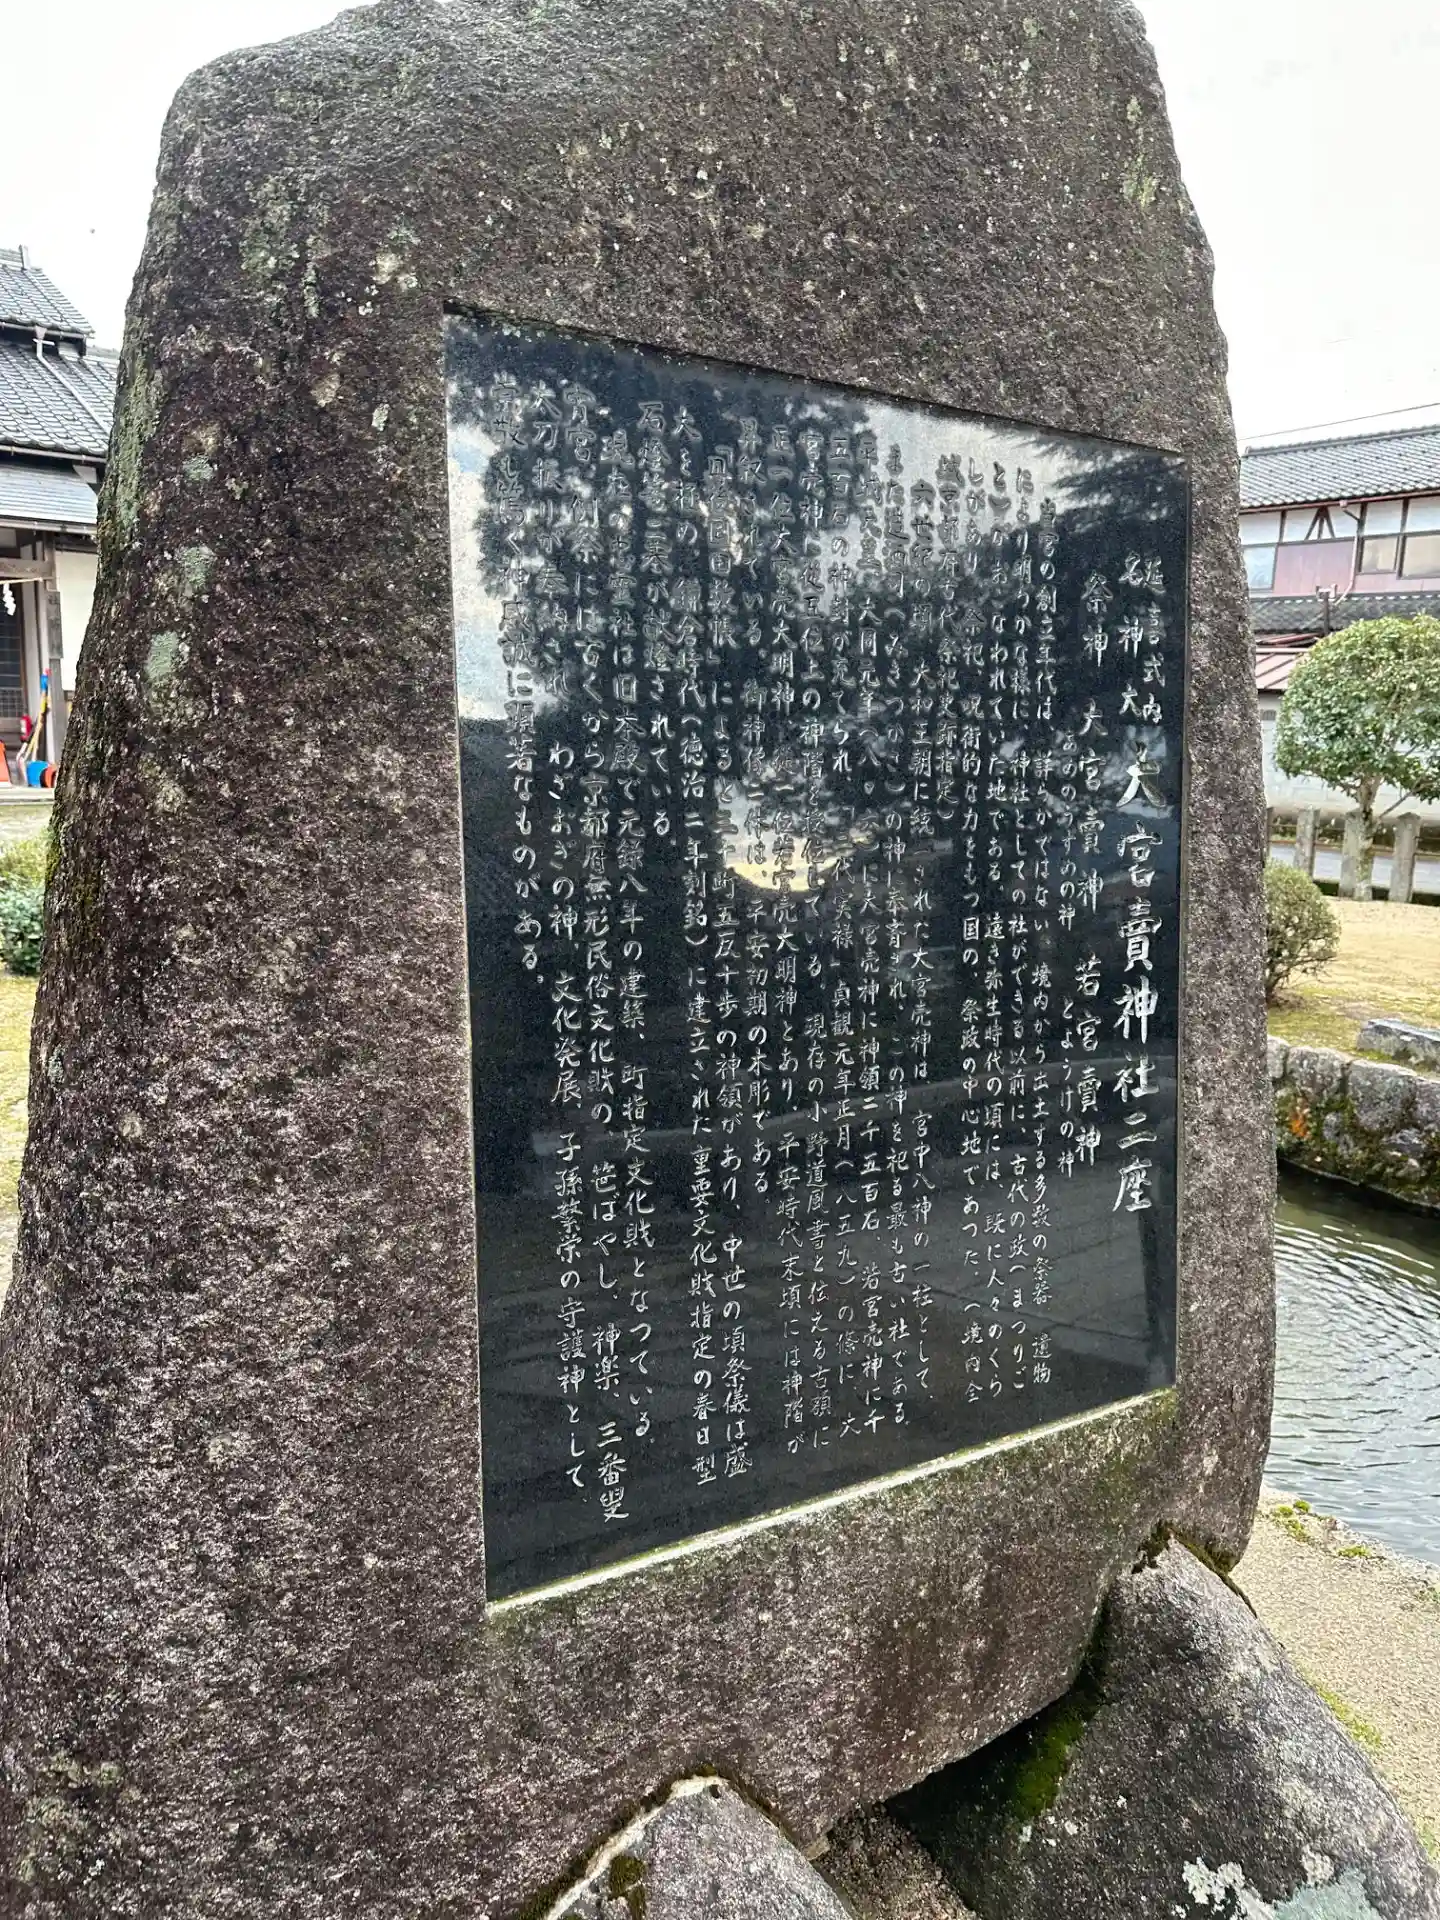 延喜式内
名神大
大宮賣神社二座
祭神 大宮賣神 若宮賣神
あめのうずめの神 とようけの神
当宮の創立年代は、詳らかではない 境内から出土する多数の祭器 遺物
により明らかな様に、神社としての社ができる以前に、古代の政(まつりご
と)がおこなわれていた地である。遠き弥生時代の頃には 既に人々のくら
しがあり 祭祀、呪術的な力をもつ国の、祭政の中心地であつた。(境内全
域京都府古代祭祀史跡指定)
六世紀の頃 大和王朝に統一された大宮売神は、宮中八神の一柱として、
また造酒司(みきつかさ)の神に奉斎され、この神を祀る最も古い社である。
平城天皇、大同元年(八〇六)に大宮売神に神領二千五百石、若宮売神に千
五百石の神封が充てられ、「三代実禄」貞観元年正月(八五九)の條に、大
宮売神に従五位上の神階を授位している。現存の小野道風書と伝える古額に
正一位大宮売大明神、従一位若宮売大明神とあり、平安時代末頃には神階が
昇叙されている。御神像二体は、平安初期の木彫である
「丹後国田数帳」によると三十町五反十歩の神領があり、中世の頃祭儀は盛
大を極め、鎌倉時代(徳治二年刻銘)に建立された重要文化財指定の春日型
石燈篭二基が献燈されている。
現在のお霊社は旧本殿で元録八年の建築、町指定文化財となつている。
宵宮、例祭には古くから京都府無形民俗文化財の、笹ばやし、神楽、三番叟
太刀振りが奉納され わざおぎの神、文化発展、子孫繁栄の守護神として、
崇敬も篤く神威誠に顕著なものがある。